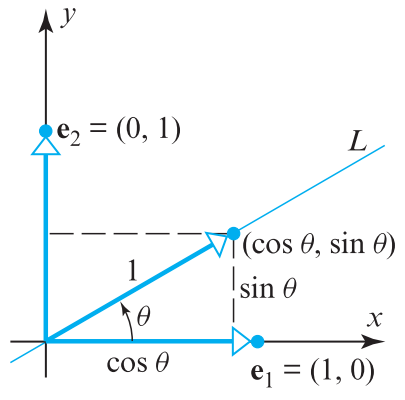 y
e₂ = (0, 1)
L
(cos θ, sin θ)
1
sin θ
θ
x
cos θ
e₁ = (1, 0)